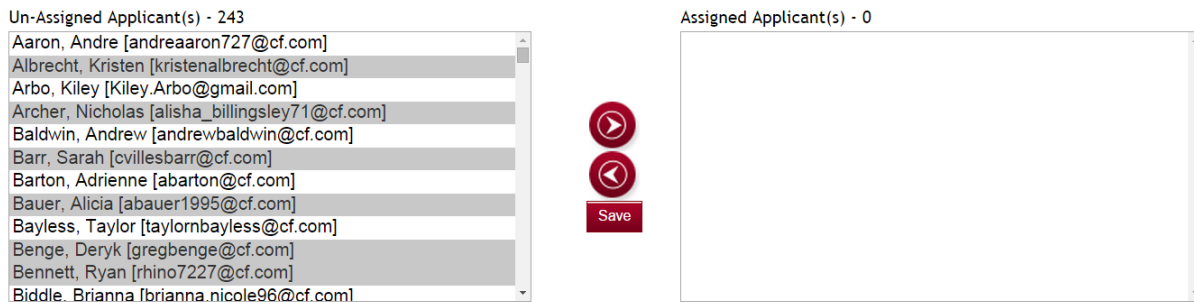 Un-Assigned Applicant(s) - 243
Aaron, Andre [andreaaron727@cf.com]
Albrecht, Kristen [kristenalbrecht@cf.com]
Arbo, Kiley [Kiley.Arbo@gmail.com]
Archer, Nicholas [alisha_billingsley71@cf.com]
Baldwin, Andrew [andrewbaldwin@cf.com]
Barr, Sarah [cvillesbarr@cf.com]
Barton, Adrienne [abarton@cf.com]
Bauer, Alicia [abauer1995@cf.com]
Bayless, Taylor [taylornbayless@cf.com]
Benge, Deryk [gregbenge@cf.com]
Bennett, Ryan [rhino7227@cf.com]
Biddle, Brianna [brianna.nicole96@cf.com]
Save
Assigned Applicant(s) - 0